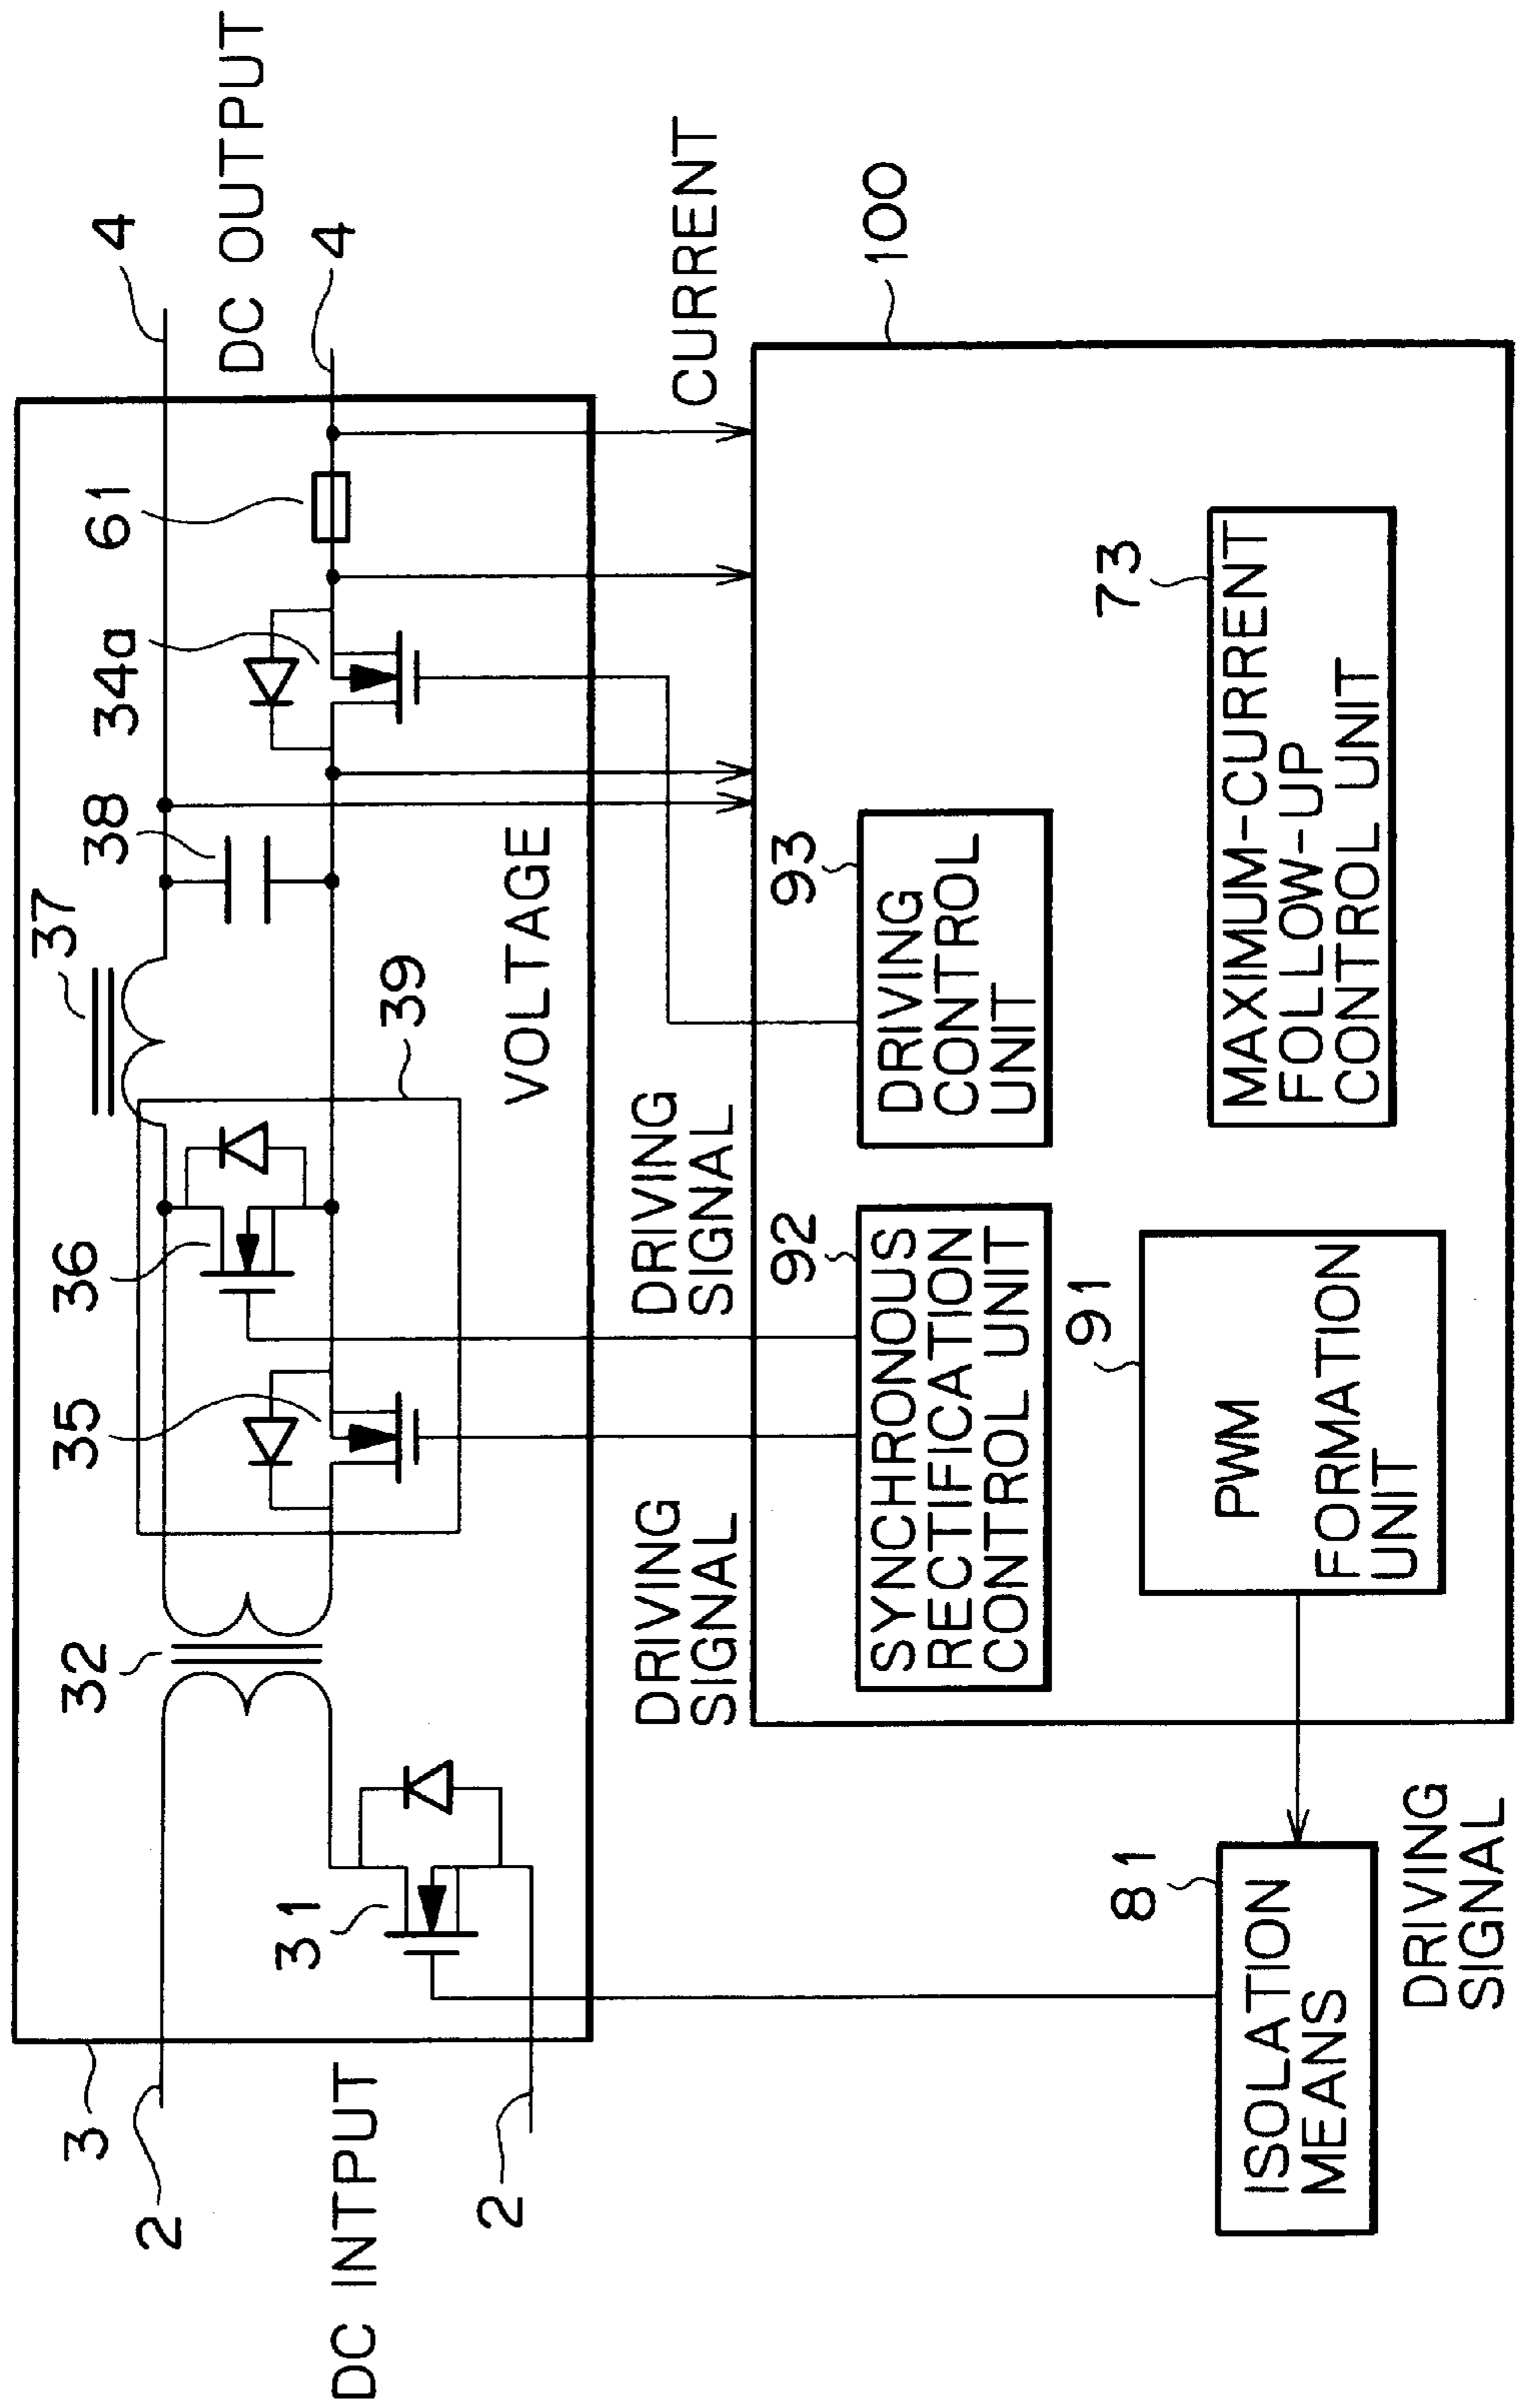 DC INTPUT
2
2
3
31
32
35
36
39
37
38
34a
61
4
4
DC OUTPUT
VOLTAGE
CURRENT
DRIVING
SIGNAL
DRIVING
SIGNAL
100
SYNCHRONOUS
RECTIFICATION
CONTROL UNIT
92
DRIVING
CONTROL
UNIT
93
PWM
FORMATION
UNIT
91
MAXIMUM-CURRENT
FOLLOW-UP
CONTROL UNIT
73
ISOLATION
MEANS
81
DRIVING
SIGNAL